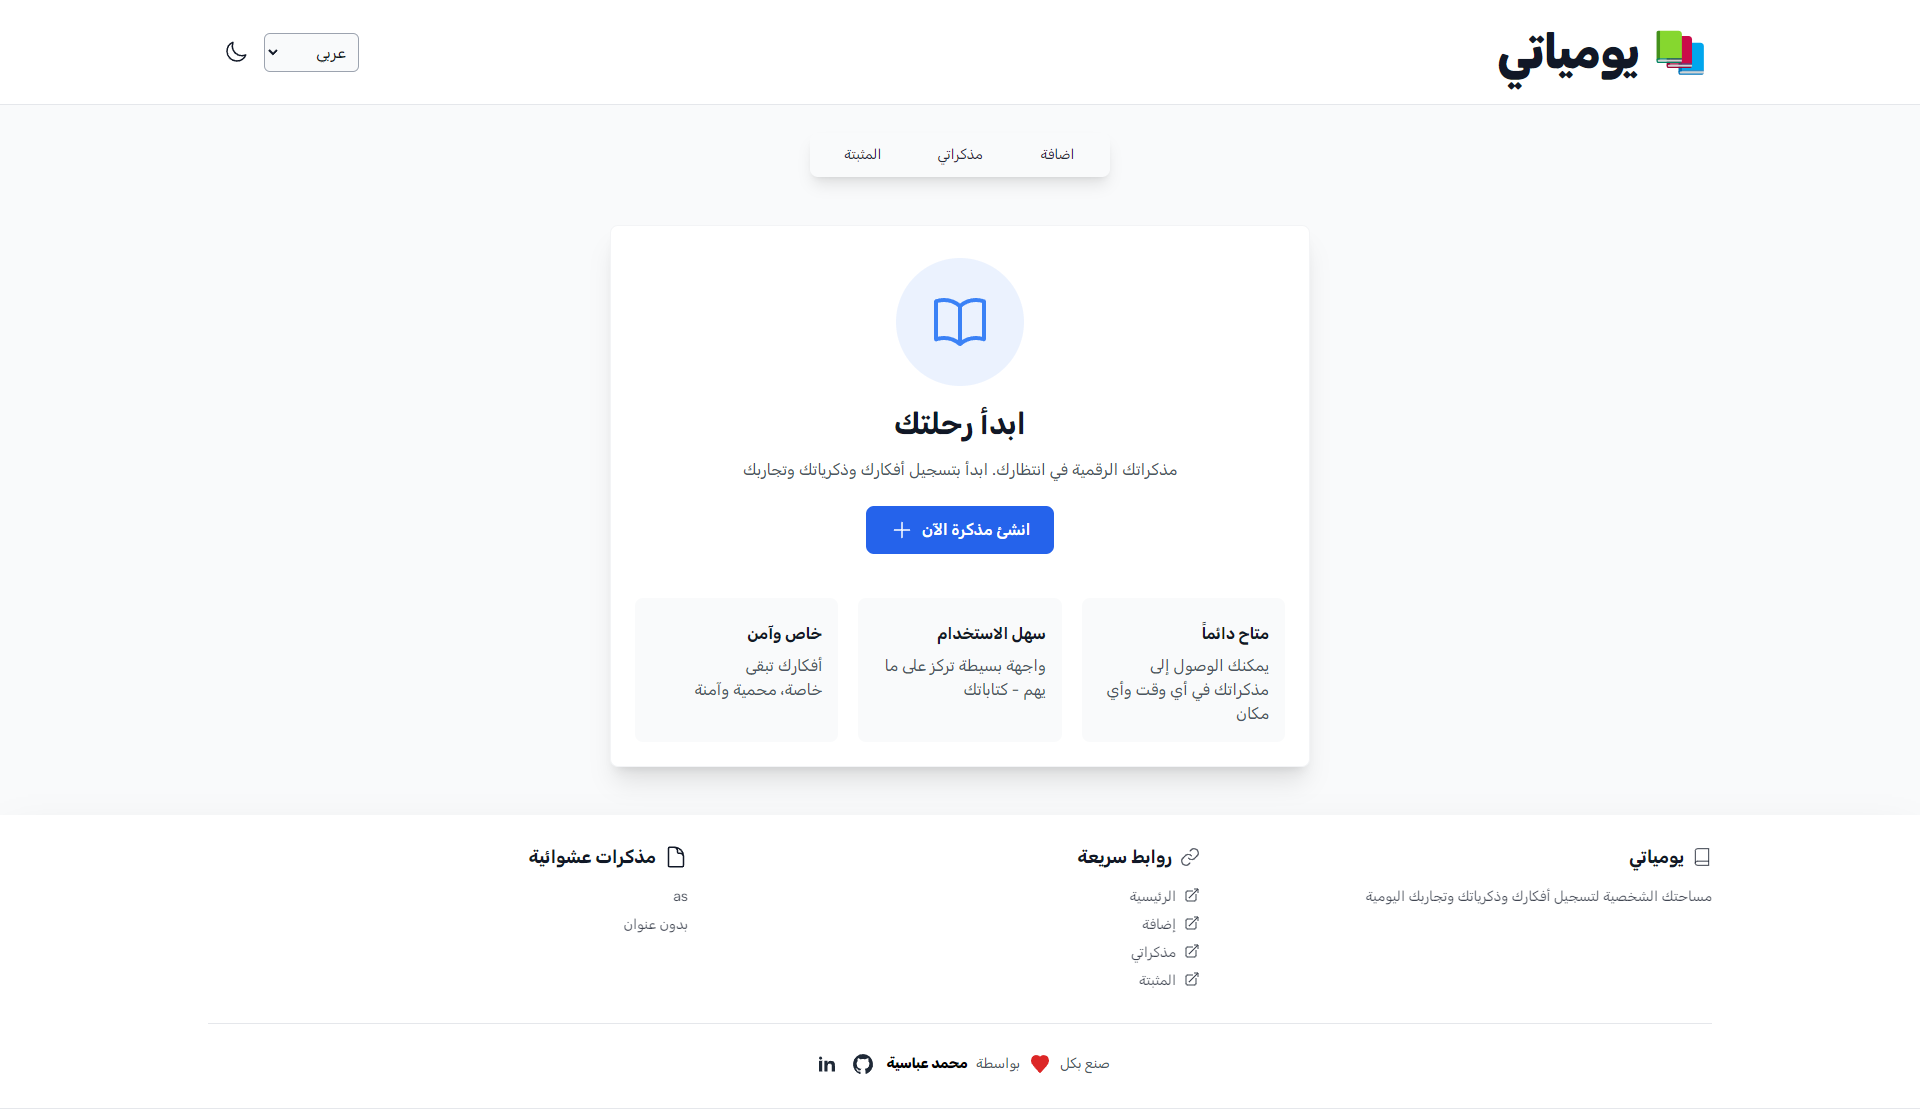 يومياتي
عربى
اضافة
مذكراتي
المثبتة
ابدأ رحلتك
مذكراتك الرقمية في انتظارك. ابدأ بتسجيل أفكارك وذكرياتك وتجاربك
انشئ مذكرة الآن
متاح دائماً
يمكنك الوصول إلى
مذكراتك في أي وقت وأي
مكان
سهل الاستخدام
واجهة بسيطة تركز على ما
يهم - كتاباتك
خاص وآمن
أفكارك تبقى
خاصة، محمية وآمنة
يومياتي
مساحتك الشخصية لتسجيل أفكارك وذكرياتك وتجاربك اليومية
روابط سريعة
الرئيسية
إضافة
مذكراتي
المثبتة
مذكرات عشوائية
as
بدون عنوان
صنع بكل بواسطة محمد عباسية